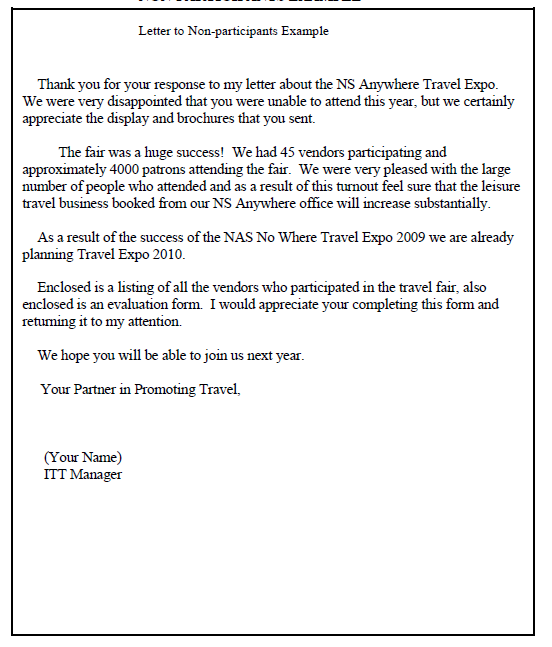 Letter to Non-participants Example
Thank you for your response to my letter about the NS Anywhere Travel Expo.
We were very disappointed that you were unable to attend this year, but we certainly
appreciate the display and brochures that you sent.
The fair was a huge success! We had 45 vendors participating and
approximately 4000 patrons attending the fair. We were very pleased with the large
number of people who attended and as a result of this turnout feel sure that the leisure
travel business booked from our NS Anywhere office will increase substantially.
As a result of the success of the NAS No Where Travel Expo 2009 we are already
planning Travel Expo 2010.
Enclosed is a listing of all the vendors who participated in the travel fair, also
enclosed is an evaluation form. I would appreciate your completing this form and
returning it to my attention.
We hope you will be able to join us next year.
Your Partner in Promoting Travel,
(Your Name)
ITT Manager